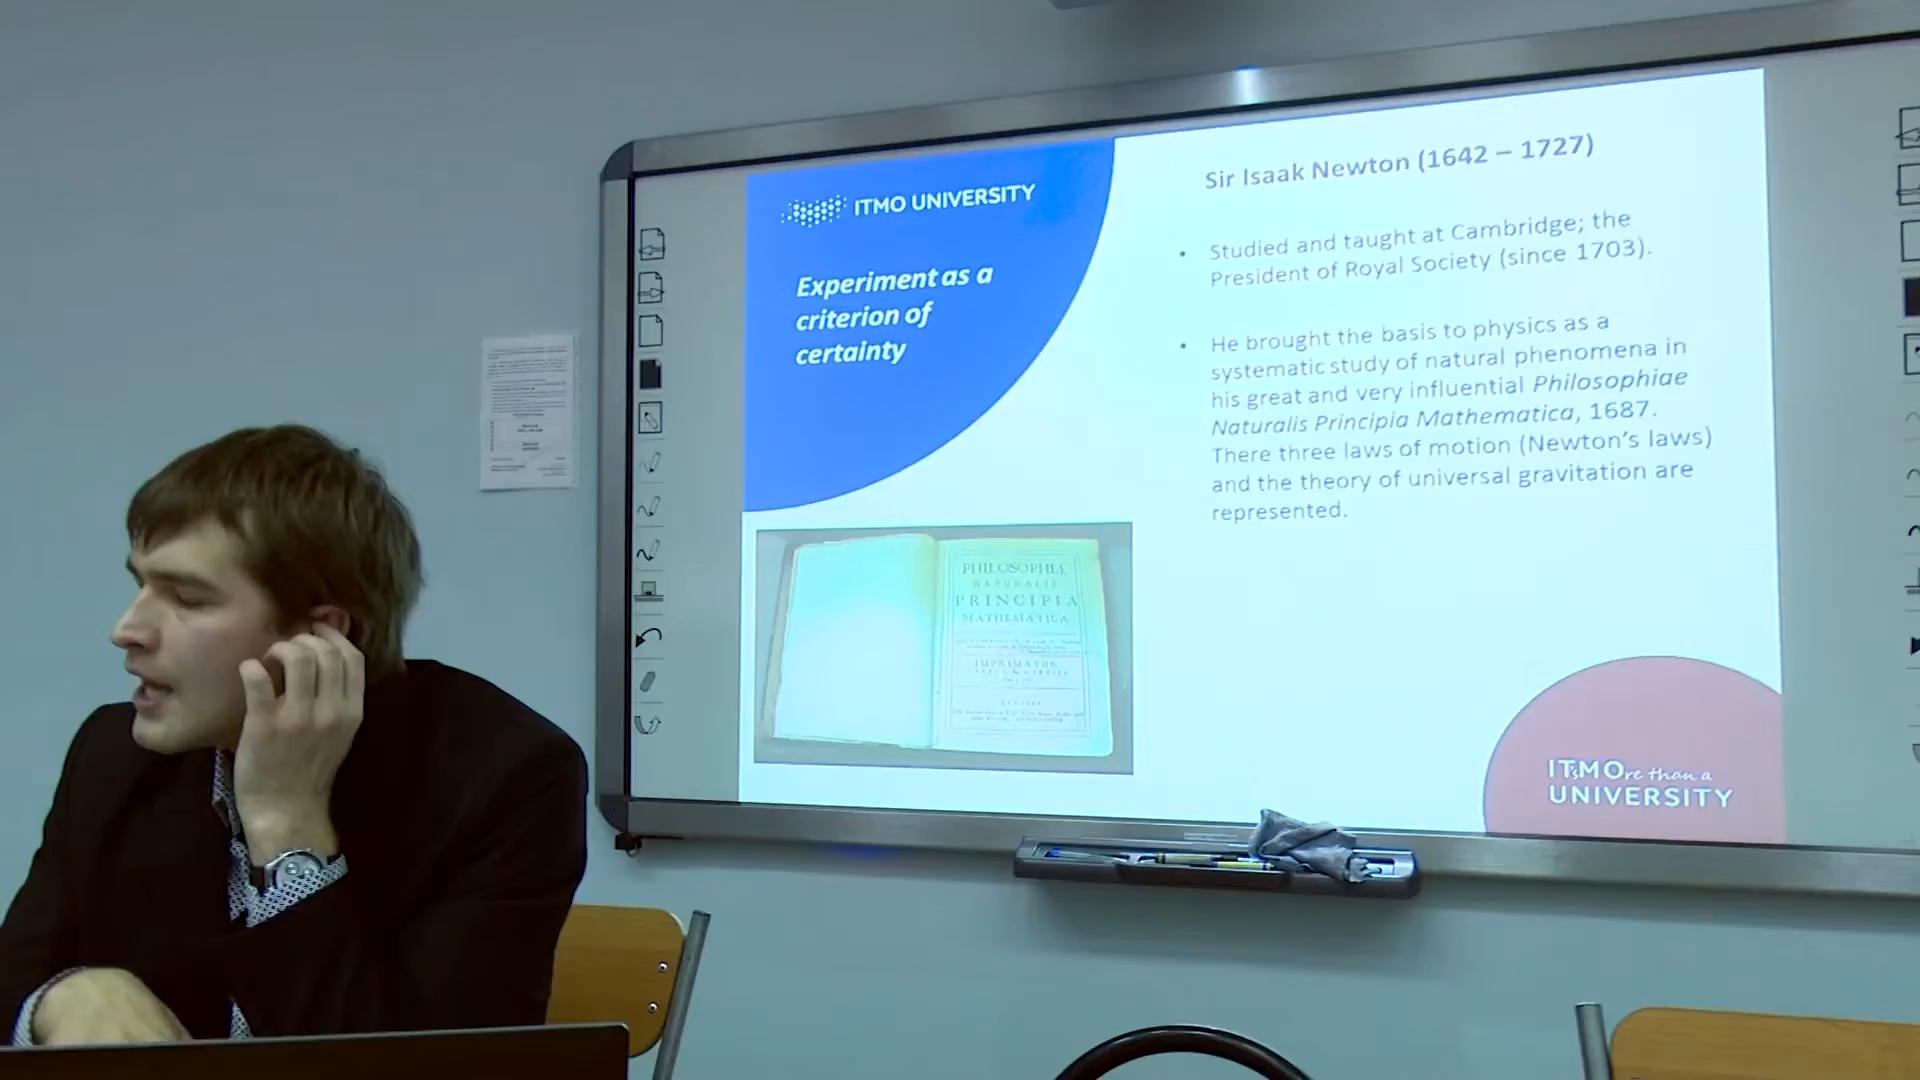 ITMO UNIVERSITY
Experiment as a
criterion of
certainty
Sir Isaak Newton (1642 – 1727)
• Studied and taught at Cambridge; the
President of Royal Society (since 1703).
• He brought the basis to physics as a
systematic study of natural phenomena in
his great and very influential Philosophiae
Naturalis Principia Mathematica, 1687.
There three laws of motion (Newton's laws)
and the theory of universal gravitation are
represented.
PHILOSOPHIÆ
NATURALIS
PRINCIPIA
MATHEMATICA
IMPRIMATUR
IT'sMOre than a
UNIVERSITY